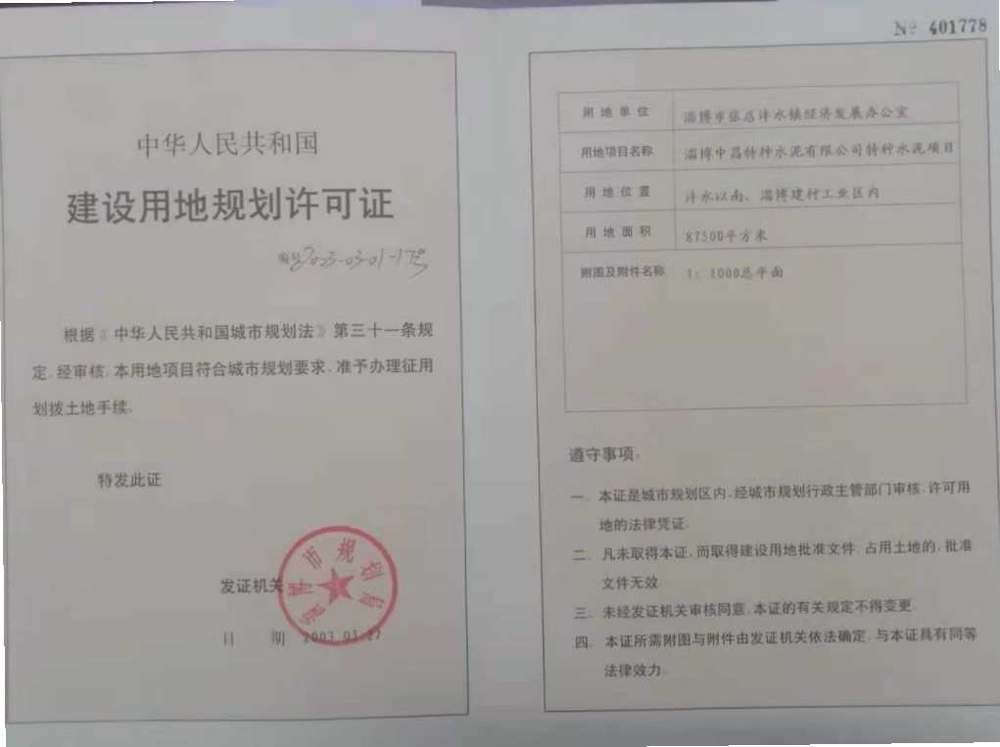 中华人民共和国
建设用地规划许可证
编号2023-03-01-17号
根据《中华人民共和国城市规划法》第三十一条规
定,经审核,本用地项目符合城市规划要求,准予办理征用
划拨土地手续.
特发此证
发证机关
淄博市规划局
日 期 2003.03.27
№ 401778
用地单位 淄博市张店沣水镇经济发展办公室
用地项目名称 淄博中昌特种水泥有限公司特种水泥项目
用地位置 沣水以南、淄博建材工业区内
用地面积 87500平方米
附图及附件名称 1：1000总平面
遵守事项：
一. 本证是城市规划区内,经城市规划行政主管部门审核,许可用
地的法律凭证.
二. 凡未取得本证,而取得建设用地批准文件、占用土地的,批准
文件无效.
三. 未经发证机关审核同意,本证的有关规定不得变更.
四. 本证所需附图与附件由发证机关依法确定,与本证具有同等
法律效力.